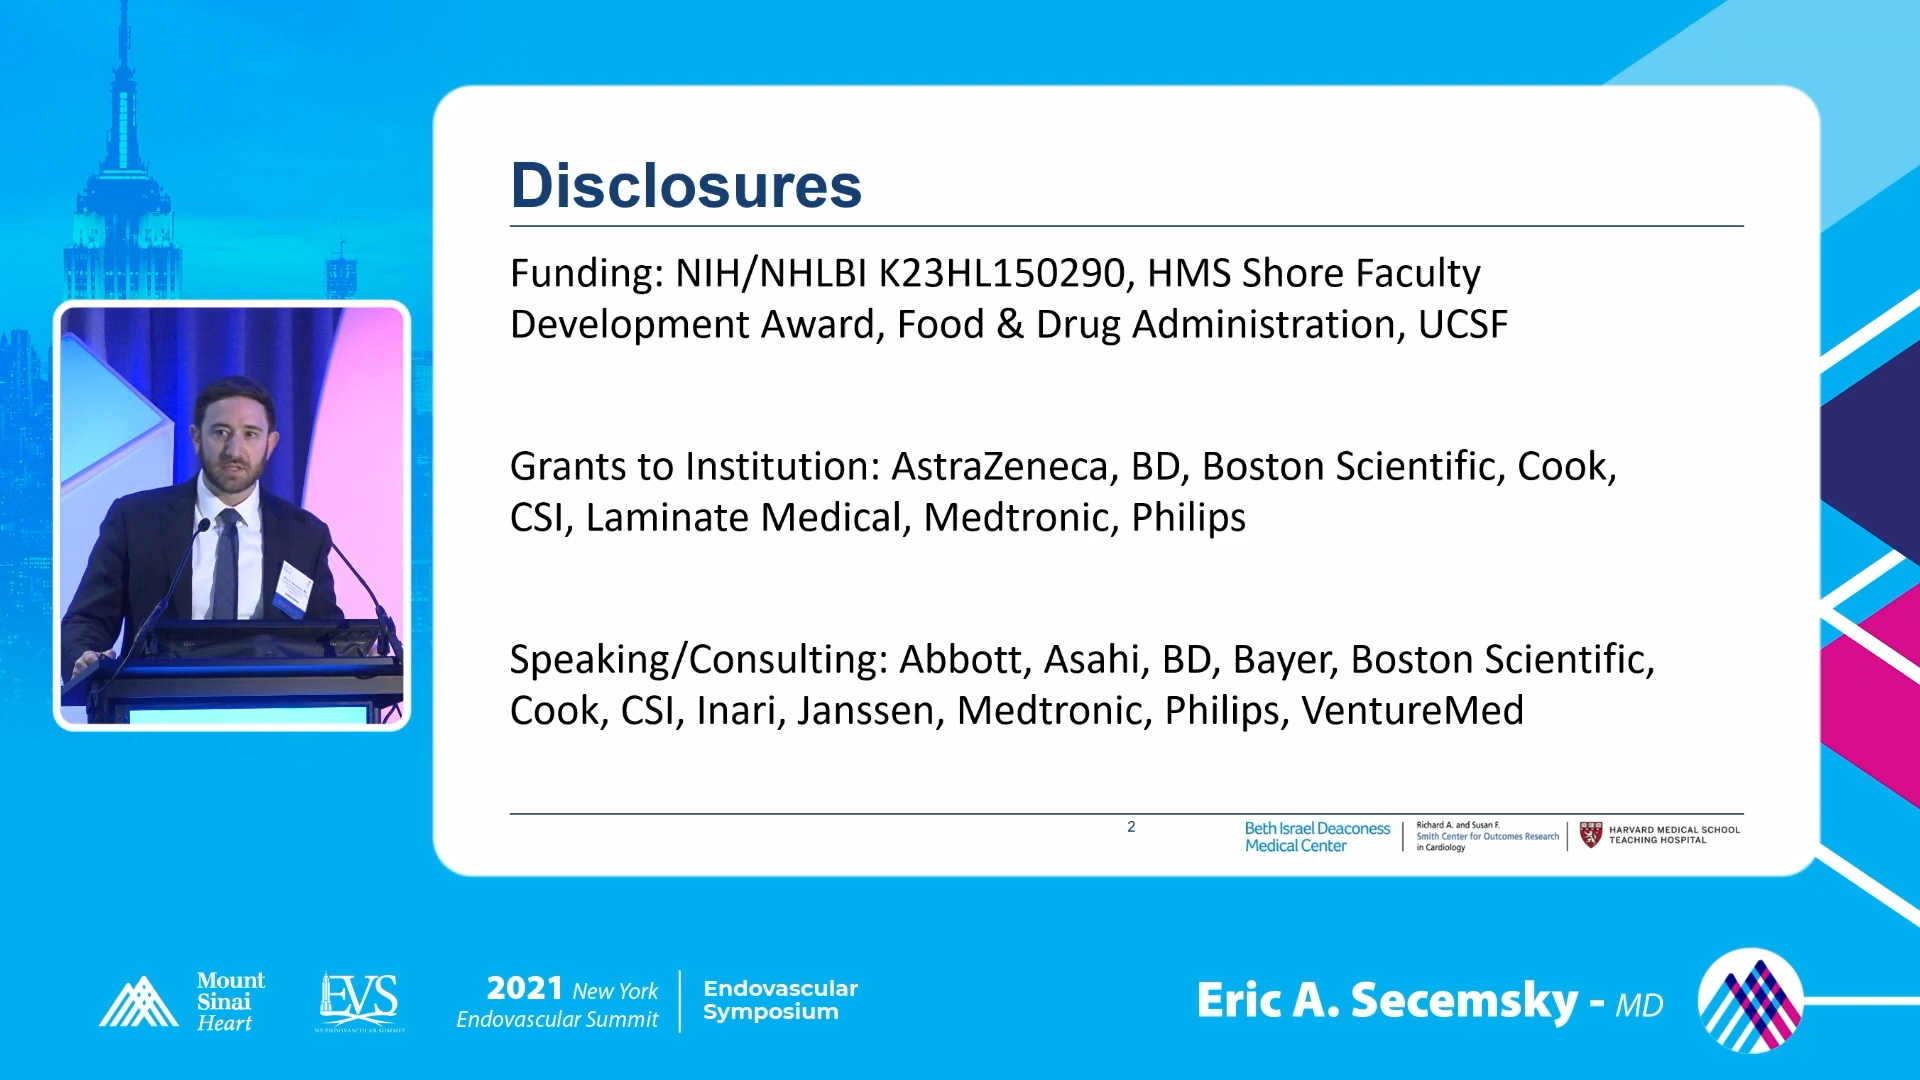 Disclosures
Funding: NIH/NHLBI K23HL150290, HMS Shore Faculty
Development Award, Food & Drug Administration, UCSF
Grants to Institution: AstraZeneca, BD, Boston Scientific, Cook,
CSI, Laminate Medical, Medtronic, Philips
Speaking/Consulting: Abbott, Asahi, BD, Bayer, Boston Scientific,
Cook, CSI, Inari, Janssen, Medtronic, Philips, VentureMed
2
Beth Israel Deaconess
Medical Center
Richard A. and Susan F.
Smith Center for Outcomes Research
in Cardiology
HARVARD MEDICAL SCHOOL
TEACHING HOSPITAL
Mount
Sinai
Heart
EVS
NY ENDOVASCULAR SUMMIT
2021 New York
Endovascular Summit
Endovascular
Symposium
Eric A. Secemsky - MD